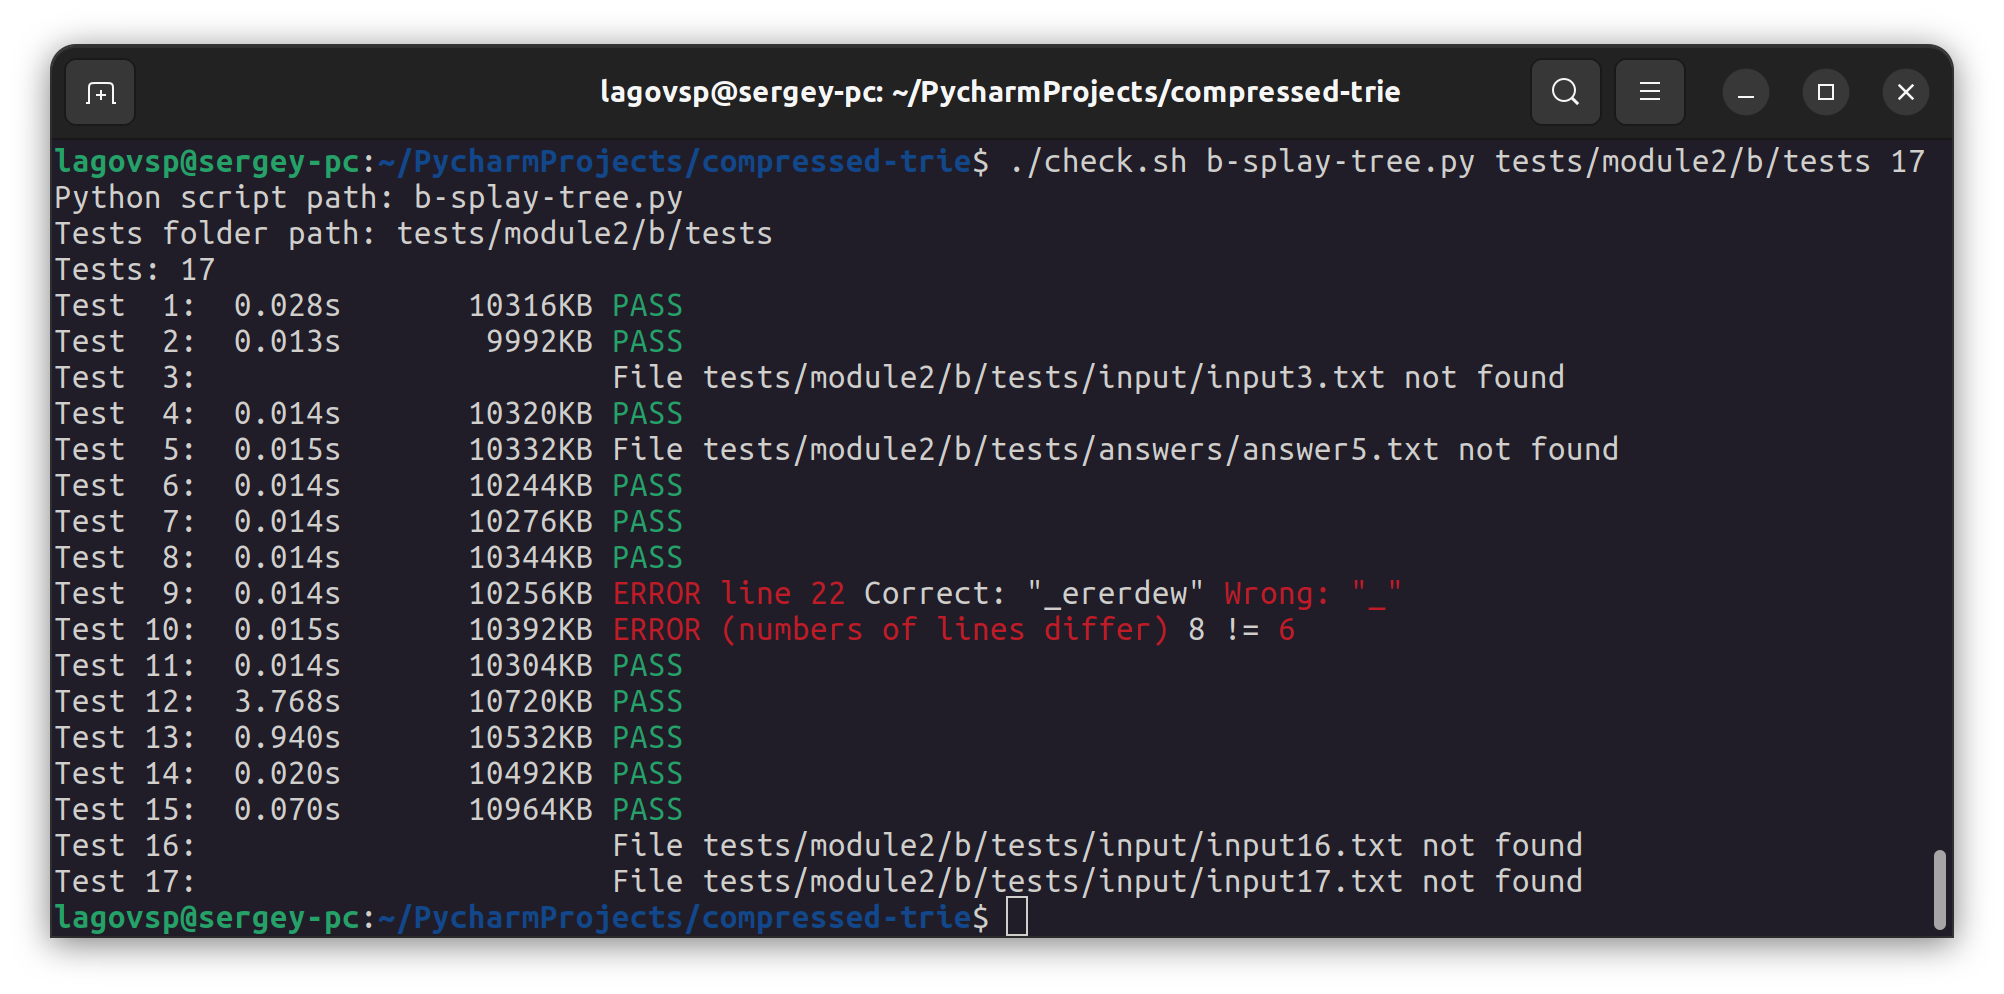 lagovsp@sergey-pc: ~/PycharmProjects/compressed-trie
lagovsp@sergey-pc:~/PycharmProjects/compressed-trie$ ./check.sh b-splay-tree.py tests/module2/b/tests 17
Python script path: b-splay-tree.py
Tests folder path: tests/module2/b/tests
Tests: 17
Test  1:  0.028s       10316KB PASS
Test  2:  0.013s        9992KB PASS
Test  3:                       File tests/module2/b/tests/input/input3.txt not found
Test  4:  0.014s       10320KB PASS
Test  5:  0.015s       10332KB File tests/module2/b/tests/answers/answer5.txt not found
Test  6:  0.014s       10244KB PASS
Test  7:  0.014s       10276KB PASS
Test  8:  0.014s       10344KB PASS
Test  9:  0.014s       10256KB ERROR line 22 Correct: "_ererdew" Wrong: "_"
Test 10:  0.015s       10392KB ERROR (numbers of lines differ) 8 != 6
Test 11:  0.014s       10304KB PASS
Test 12:  3.768s       10720KB PASS
Test 13:  0.940s       10532KB PASS
Test 14:  0.020s       10492KB PASS
Test 15:  0.070s       10964KB PASS
Test 16:                       File tests/module2/b/tests/input/input16.txt not found
Test 17:                       File tests/module2/b/tests/input/input17.txt not found
lagovsp@sergey-pc:~/PycharmProjects/compressed-trie$